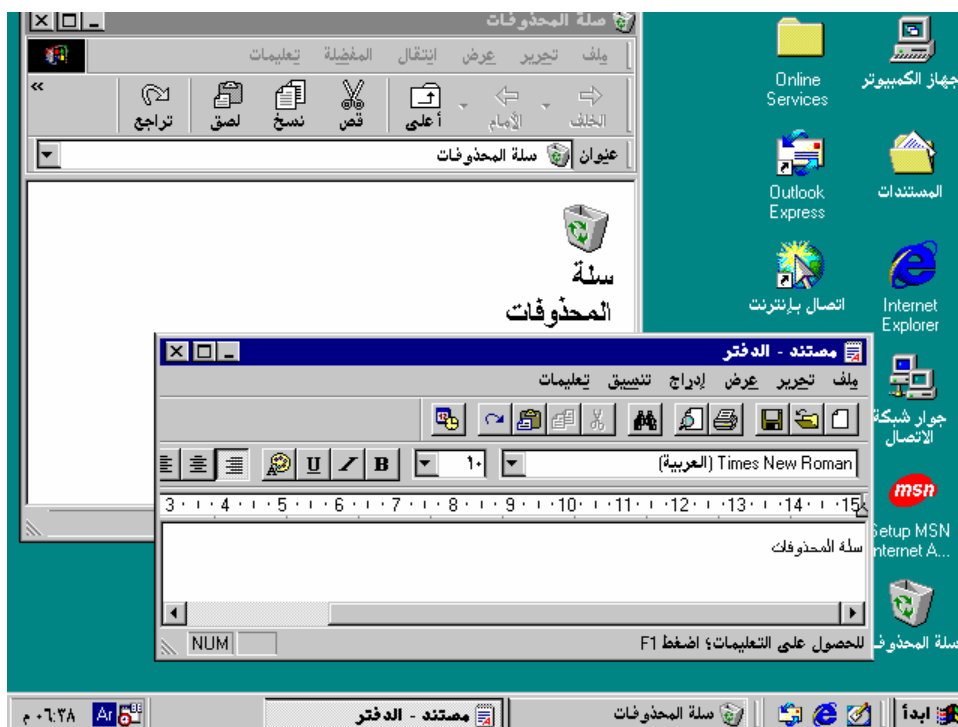 سلة المحذوفات
ملف تحرير عرض انتقال المفضلة تعليمات
الخلف الأمام أعلى قص نسخ لصق تراجع »
عنوان سلة المحذوفات
سلة
المحذوفات
جهاز الكمبيوتر
Online
Services
المستندات
Outlook
Express
Internet
Explorer
اتصال بإنترنت
جوار شبكة
الاتصال
msn
Setup MSN
Internet A...
سلة المحذوف
مستند - الدفتر
ملف تحرير عرض إدراج تنسيق تعليمات
Times New Roman (العربية) ١٠ B I U
3 4 5 6 7 8 9 10 11 12 13 14 15
سلة المحذوفات
للحصول على التعليمات؛ اضغط F1 NUM
ابدأ سلة المحذوفات مستند - الدفتر Ar ٠٦:٣٨ م